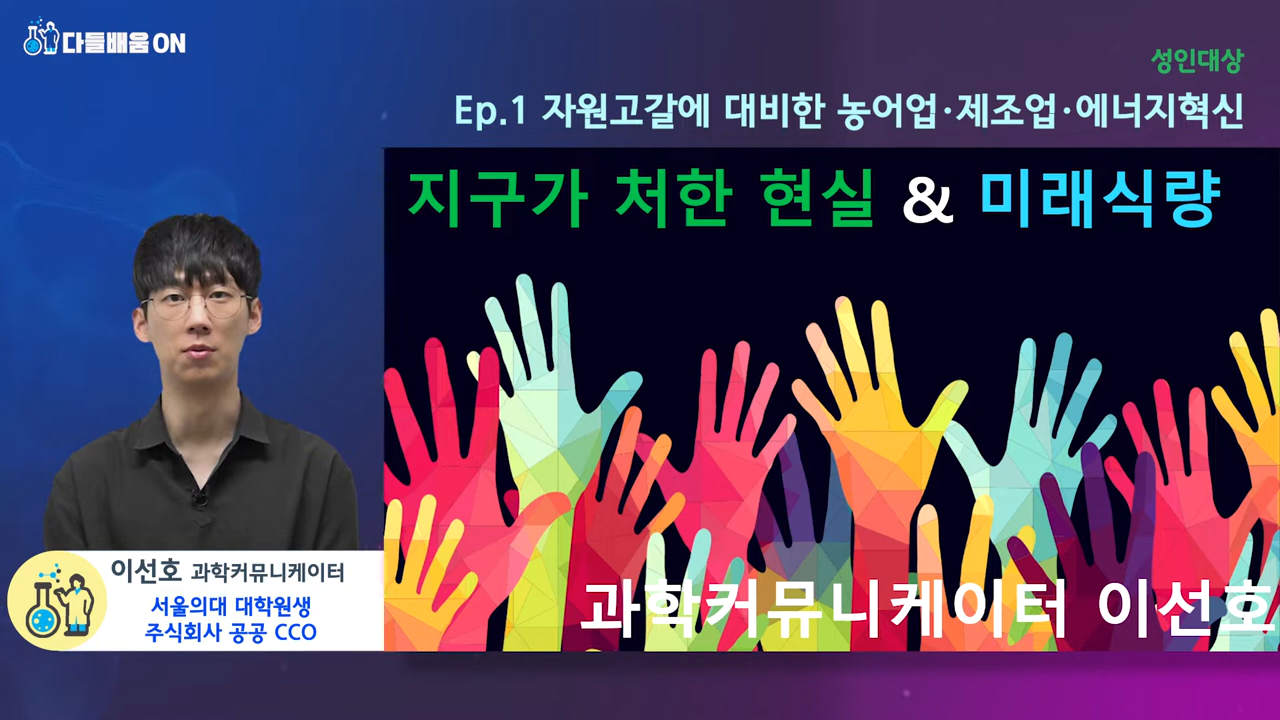 다들배움 ON
성인대상
Ep.1 자원고갈에 대비한 농어업·제조업·에너지혁신
지구가 처한 현실 & 미래식량
과학커뮤니케이터 이선호
이선호 과학커뮤니케이터
서울의대 대학원생
주식회사 공공 CCO